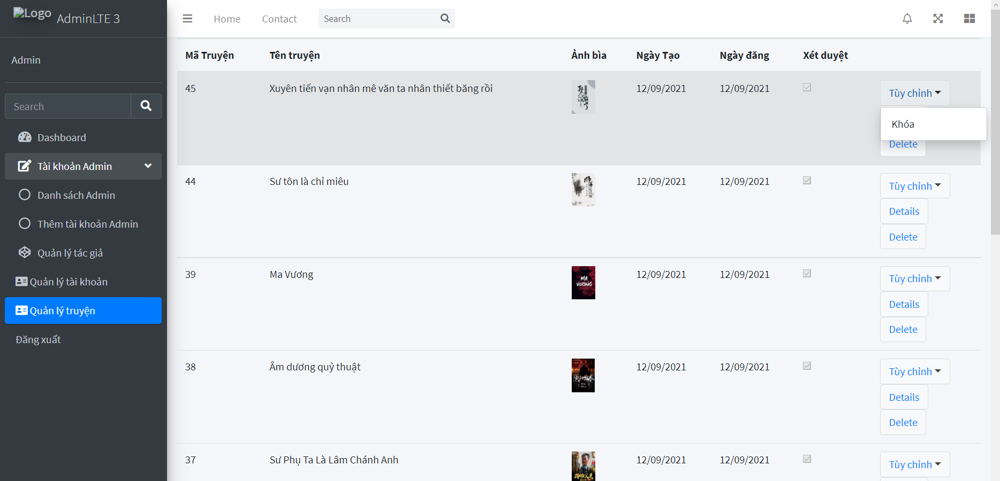 Logo AdminLTE 3
Home Contact Search
Admin
Search
Dashboard
Tài khoản Admin
Danh sách Admin
Thêm tài khoản Admin
Quản lý tác giả
Quản lý tài khoản
Quản lý truyện
Đăng xuất
Mã Truyện Tên truyện Ảnh bìa Ngày Tạo Ngày đăng Xét duyệt
45 Xuyên tiến vạn nhân mê văn ta nhân thiết băng rồi 12/09/2021 12/09/2021 Tùy chỉnh
Khóa
Delete
44 Sư tôn là chỉ miêu 12/09/2021 12/09/2021 Tùy chỉnh
Details
Delete
39 Ma Vương MA VƯƠNG 12/09/2021 12/09/2021 Tùy chỉnh
Details
Delete
38 Âm dương quỷ thuật 12/09/2021 12/09/2021 Tùy chỉnh
Details
Delete
37 Sư Phụ Ta Là Lâm Chánh Anh 12/09/2021 12/09/2021 Tùy chỉnh